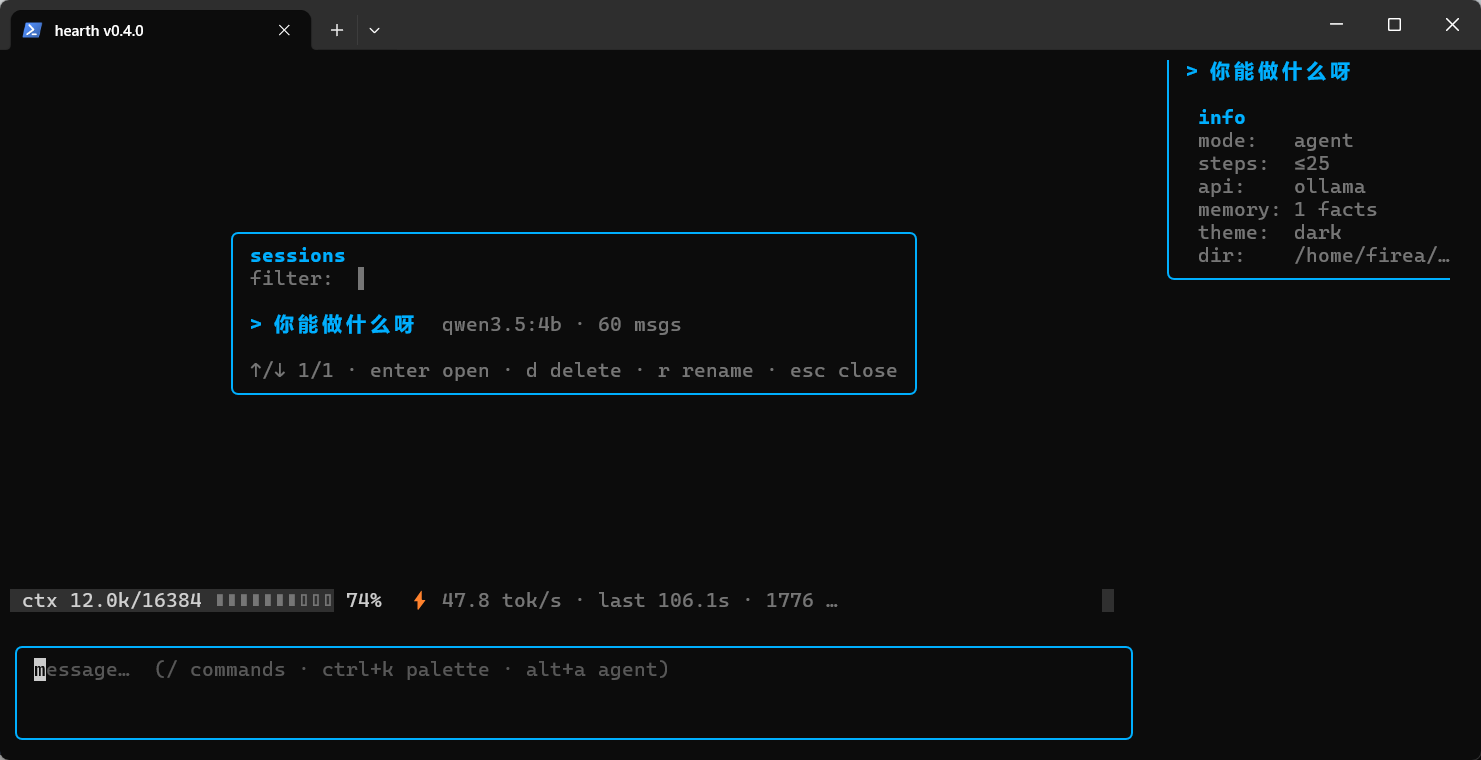 hearth v0.4.0
> 你能做什么呀
info
mode: agent
steps: ≤25
api: ollama
memory: 1 facts
theme: dark
dir: /home/firea/…
sessions
filter:
> 你能做什么呀 qwen3.5:4b · 60 msgs
↑/↓ 1/1 · enter open · d delete · r rename · esc close
ctx 12.0k/16384 ▮▮▮▮▮▮▮▯▯▯ 74% ⚡ 47.8 tok/s · last 106.1s · 1776 …
message… (/ commands · ctrl+k palette · alt+a agent)